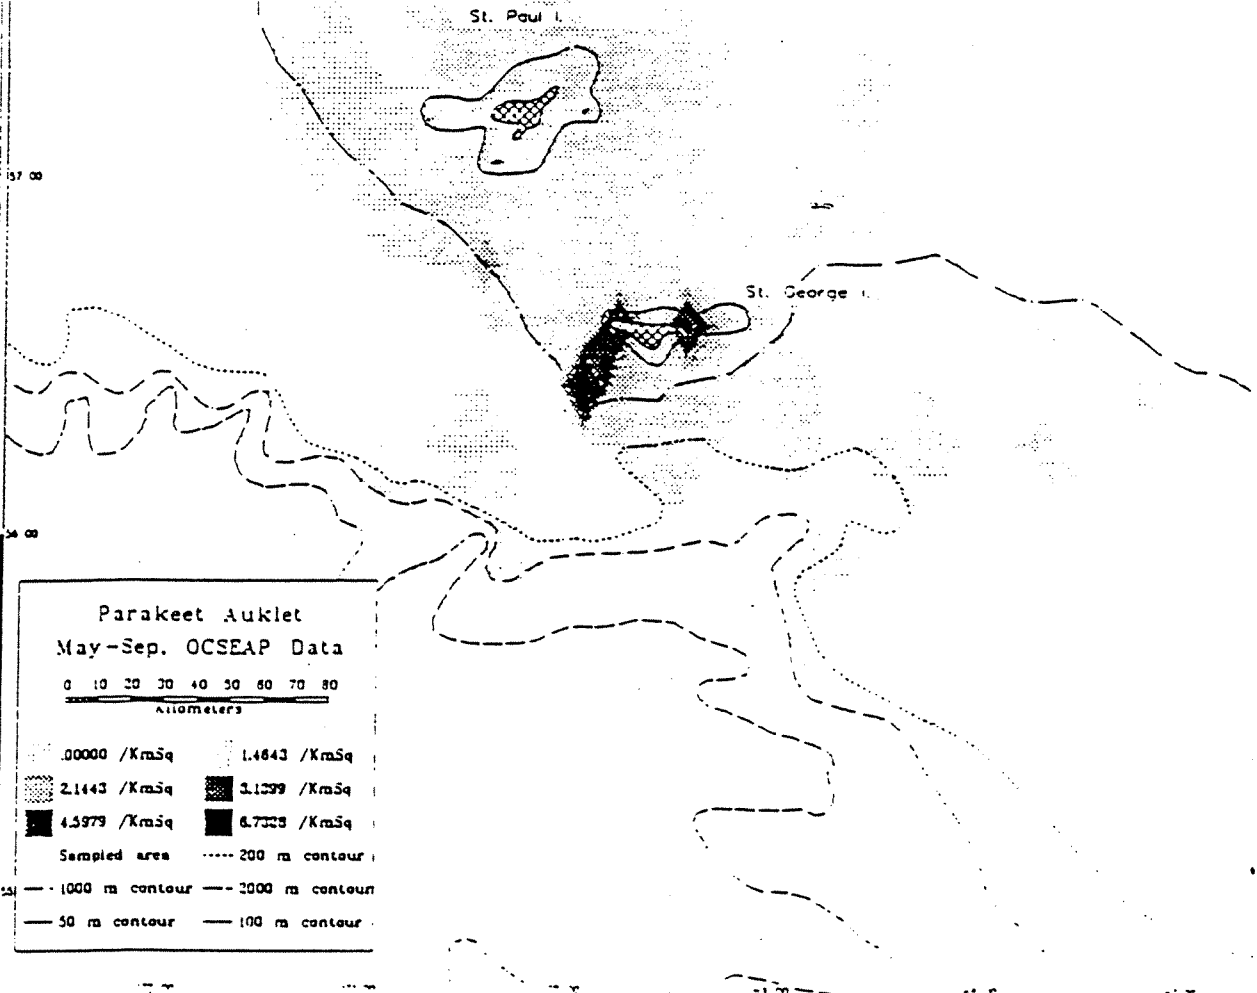 St. Paul I.
57 00
St. George I.
56 00
Parakeet Auklet
May-Sep. OCSEAP Data
0 10 20 30 40 50 60 70 80
Kilometers
.00000 /KmSq
1.4643 /KmSq
2.1443 /KmSq
3.1399 /KmSq
4.5979 /KmSq
6.7328 /KmSq
Sampled area
200 m contour
1000 m contour
2000 m contour
50 m contour
100 m contour